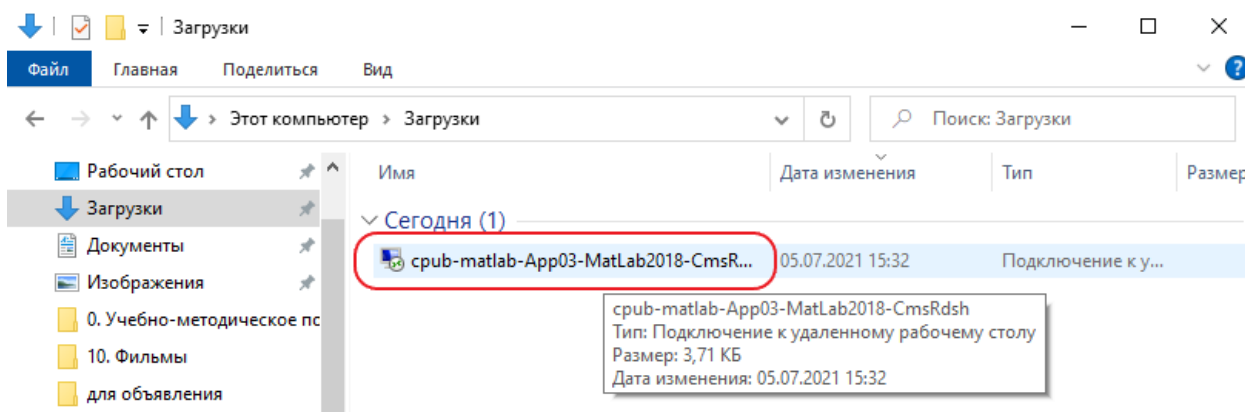 Загрузки
Файл Главная Поделиться Вид ?
Этот компьютер Загрузки Поиск: Загрузки
Рабочий стол
Загрузки
Документы
Изображения
0. Учебно-методическое пс
10. Фильмы
для объявления
Имя Дата изменения Тип Размер
Сегодня (1)
cpub-matlab-App03-MatLab2018-CmsR... 05.07.2021 15:32 Подключение к у...
cpub-matlab-App03-MatLab2018-CmsRdsh
Тип: Подключение к удаленному рабочему столу
Размер: 3,71 КБ
Дата изменения: 05.07.2021 15:32